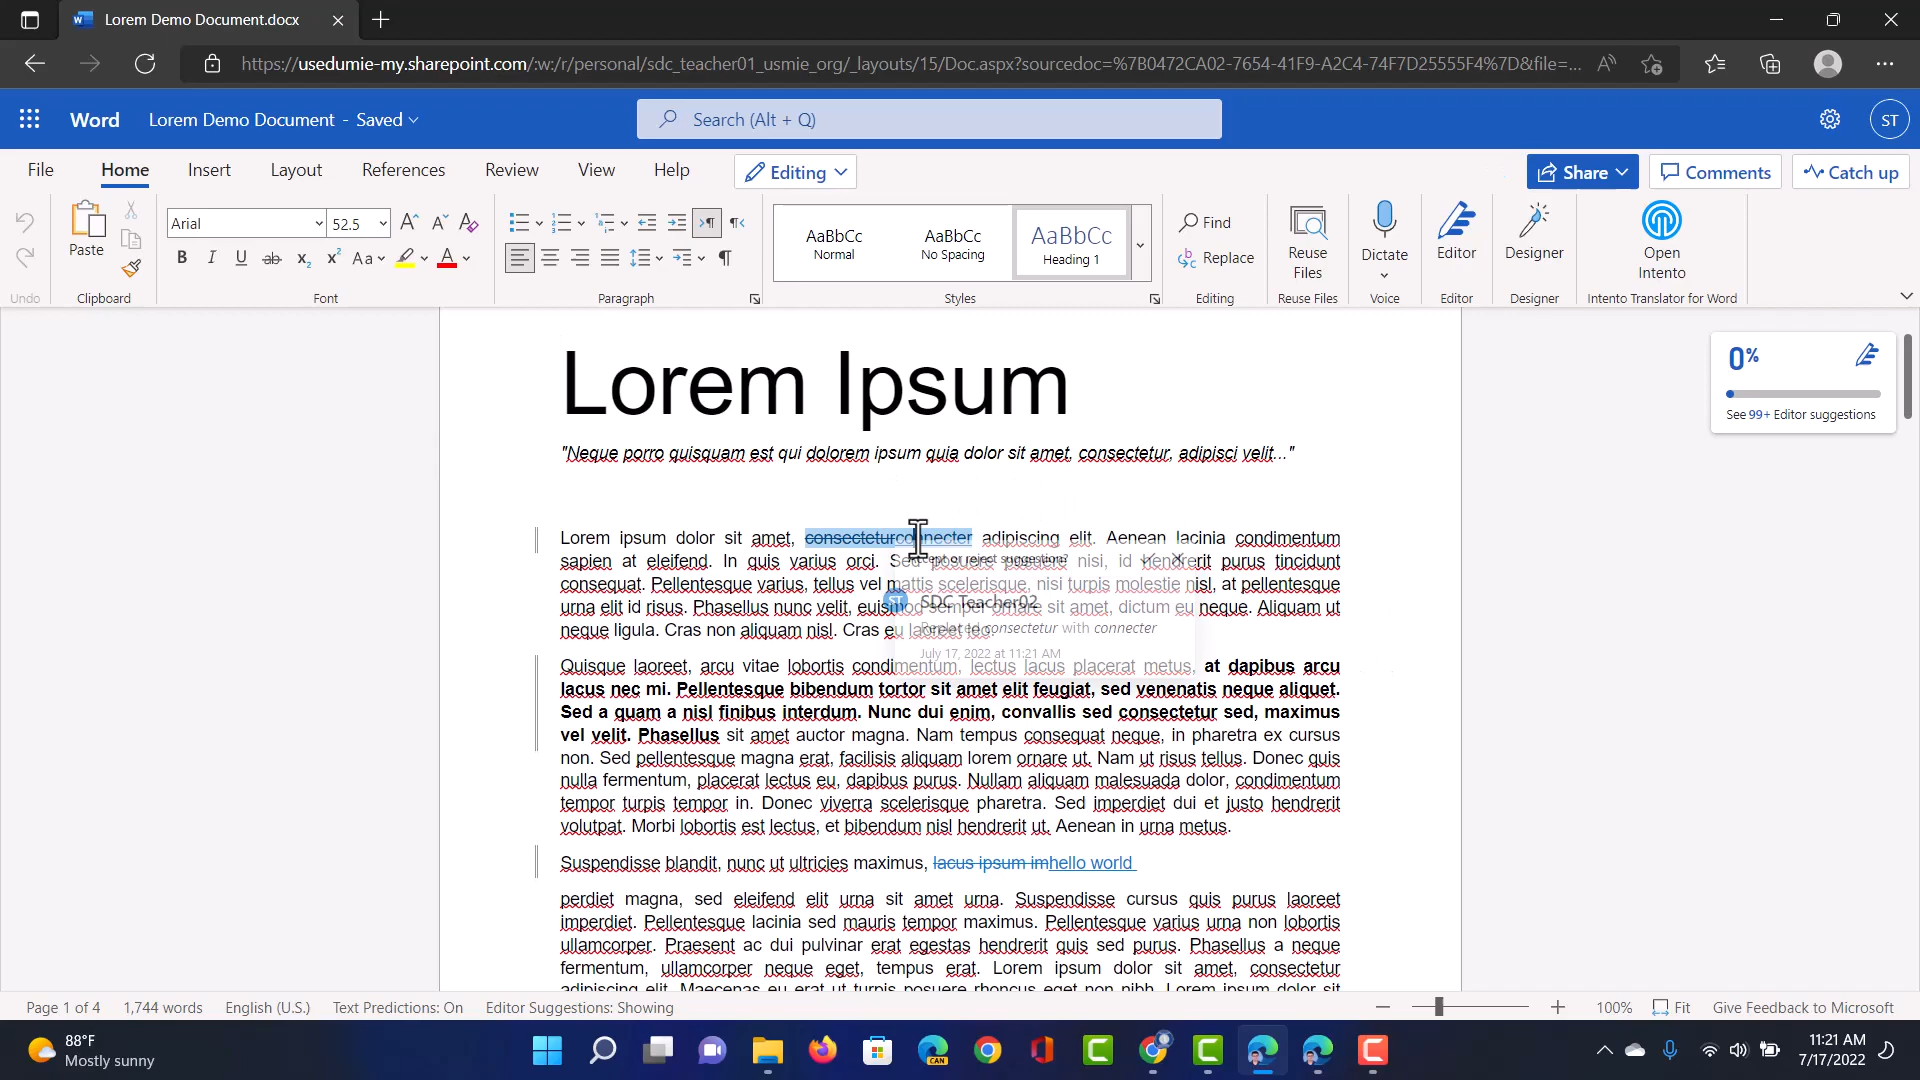 Lorem Demo Document.docx
https://usedumie-my.sharepoint.com/:w:/r/personal/sdc_teacher01_usmie_org/_layouts/15/Doc.aspx?sourcedoc=%7B0472CA02-7654-41F9-A2C4-74F7D25555F4%7D&file=...
Word Lorem Demo Document - Saved Search (Alt + Q) ST
File Home Insert Layout References Review View Help Editing Share Comments Catch up
Arial 52.5
Paste
AaBbCc Normal
AaBbCc No Spacing
AaBbCc Heading 1
Find
Replace
Reuse Files
Dictate
Editor
Designer
Open Intento
Undo Clipboard Font Paragraph Styles Editing Reuse Files Voice Editor Designer Intento Translator for Word
0%
See 99+ Editor suggestions
Lorem Ipsum
"Neque porro quisquam est qui dolorem ipsum quia dolor sit amet, consectetur, adipisci velit..."
Lorem ipsum dolor sit amet, consecteturconnecter adipiscing elit. Aenean lacinia condimentum
sapien at eleifend. In quis varius orci. Sed posuere posuere nisi, id hendrerit purus tincidunt
consequat. Pellentesque varius, tellus vel mattis scelerisque, nisi turpis molestie nisl, at pellentesque
urna elit id risus. Phasellus nunc velit, euismod semper ornare sit amet, dictum eu neque. Aliquam ut
neque ligula. Cras non aliquam nisl. Cras eu laoreet leo.
Accept or reject suggestion?
ST SDC Teacher02
Replaced consectetur with connecter
July 17, 2022 at 11:21 AM
Quisque laoreet, arcu vitae lobortis condimentum, lectus lacus placerat metus, at dapibus arcu
lacus nec mi. Pellentesque bibendum tortor sit amet elit feugiat, sed venenatis neque aliquet.
Sed a quam a nisl finibus interdum. Nunc dui enim, convallis sed consectetur sed, maximus
vel velit. Phasellus sit amet auctor magna. Nam tempus consequat neque, in pharetra ex cursus
non. Sed pellentesque magna erat, facilisis aliquam lorem ornare ut. Nam ut risus tellus. Donec quis
nulla fermentum, placerat lectus eu, dapibus purus. Nullam aliquam malesuada dolor, condimentum
tempor turpis tempor in. Donec viverra scelerisque pharetra. Sed imperdiet dui et justo hendrerit
volutpat. Morbi lobortis est lectus, et bibendum nisl hendrerit ut. Aenean in urna metus.
Suspendisse blandit, nunc ut ultricies maximus, lacus ipsum imhello world
perdiet magna, sed eleifend elit urna sit amet urna. Suspendisse cursus quis purus laoreet
imperdiet. Pellentesque lacinia sed mauris tempor maximus. Pellentesque varius urna non lobortis
ullamcorper. Praesent ac dui pulvinar erat egestas hendrerit quis sed purus. Phasellus a neque
fermentum, ullamcorper neque eget, tempus erat. Lorem ipsum dolor sit amet, consectetur
adipiscing elit. Maecenas eu erat ut turpis posuere rhoncus eget non nibh. Lorem ipsum dolor sit
Page 1 of 4 1,744 words English (U.S.) Text Predictions: On Editor Suggestions: Showing 100% Fit Give Feedback to Microsoft
88°F
Mostly sunny
CAN
11:21 AM
7/17/2022